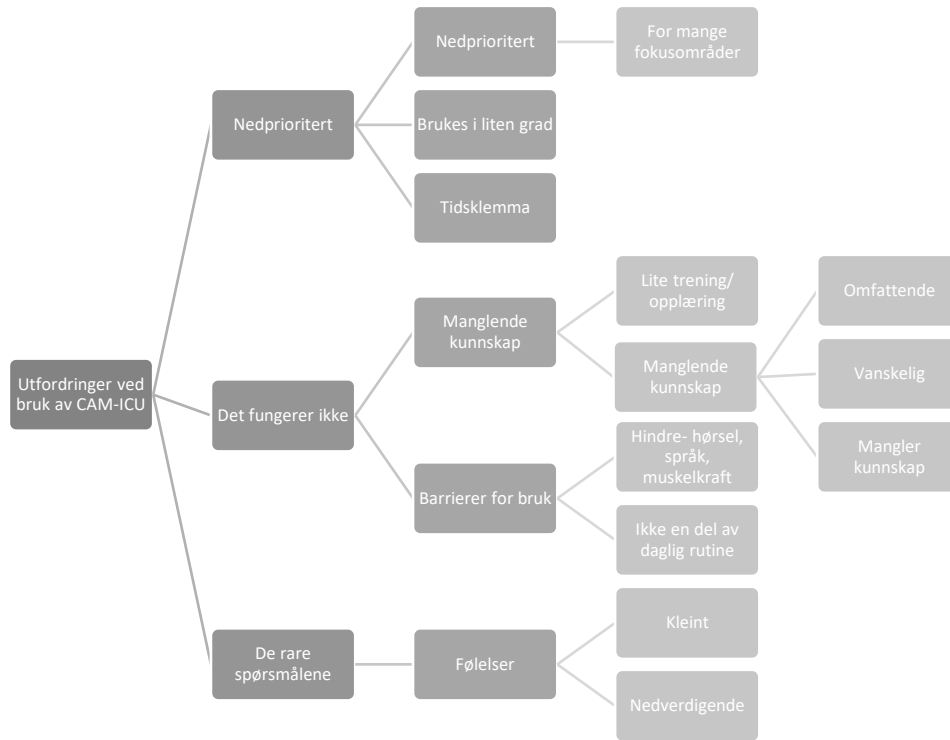 Utfordringer ved
bruk av CAM-ICU
Nedprioritert
Nedprioritert
For mange
fokusområder
Brukes i liten grad
Tidsklemma
Det fungerer ikke
Manglende
kunnskap
Lite trening/
opplæring
Manglende
kunnskap
Omfattende
Vanskelig
Mangler
kunnskap
Barrierer for bruk
Hindre- hørsel,
språk,
muskelkraft
Ikke en del av
daglig rutine
De rare
spørsmålene
Følelser
Kleint
Nedverdigende